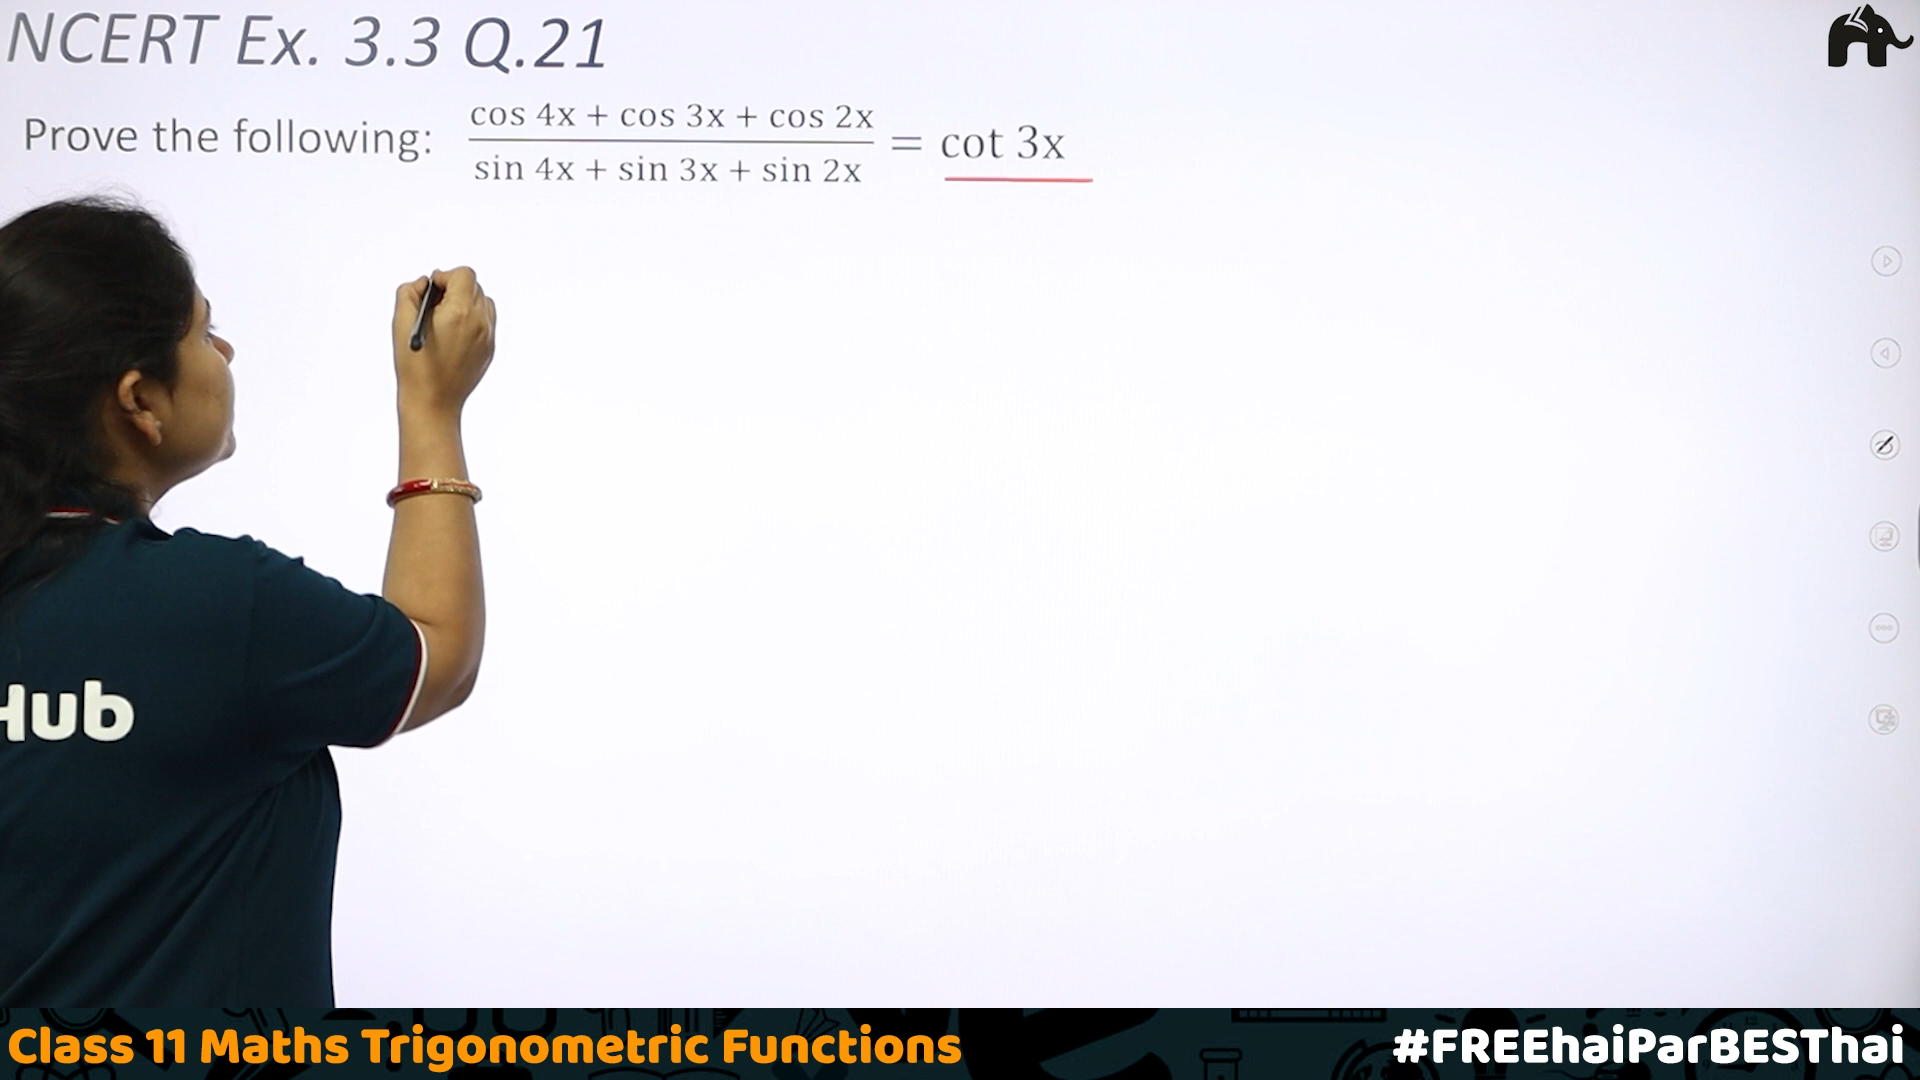 NCERT Ex. 3.3 Q.21
Prove the following: cos 4x + cos 3x + cos 2x / sin 4x + sin 3x + sin 2x = cot 3x
Hub
Class 11 Maths Trigonometric Functions
#FREEhaiParBESThai